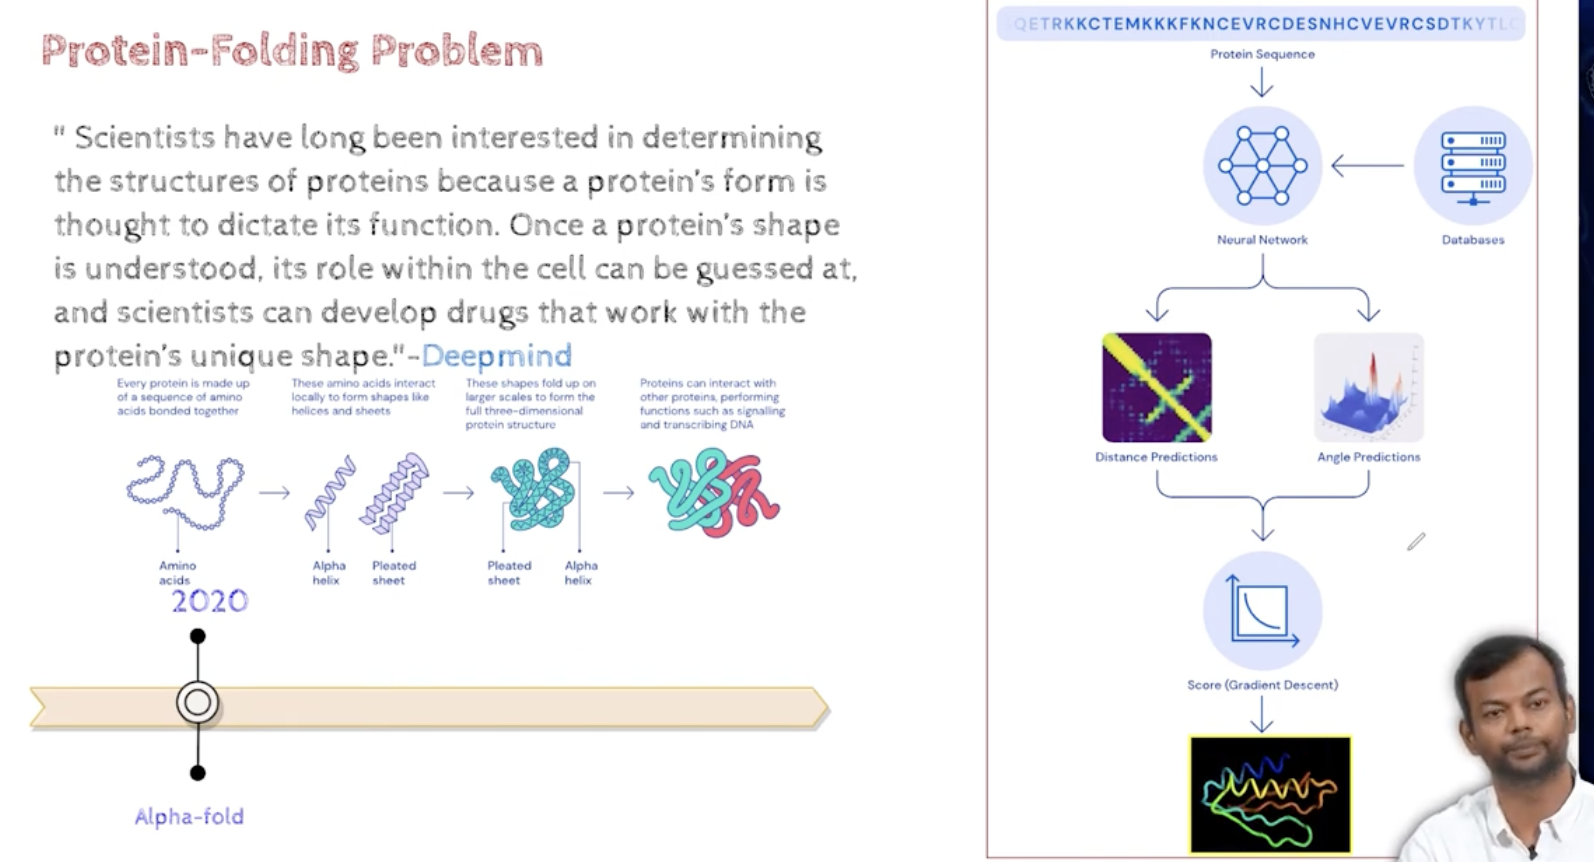 Protein-Folding Problem
" Scientists have long been interested in determining
the structures of proteins because a protein's form is
thought to dictate its function. Once a protein's shape
is understood, its role within the cell can be guessed at,
and scientists can develop drugs that work with the
protein's unique shape."-Deepmind
Every protein is made up
of a sequence of amino
acids bonded together
These amino acids interact
locally to form shapes like
helices and sheets
These shapes fold up on
larger scales to form the
full three-dimensional
protein structure
Proteins can interact with
other proteins, performing
functions such as signalling
and transcribing DNA
Amino
acids
Alpha
helix
Pleated
sheet
Pleated
sheet
Alpha
helix
2020
Alpha-fold
QETRKKCTEMKKKFKNCEVRCDESNHCVEVRCSDTKYTLC
Protein Sequence
Neural Network
Databases
Distance Predictions
Angle Predictions
Score (Gradient Descent)